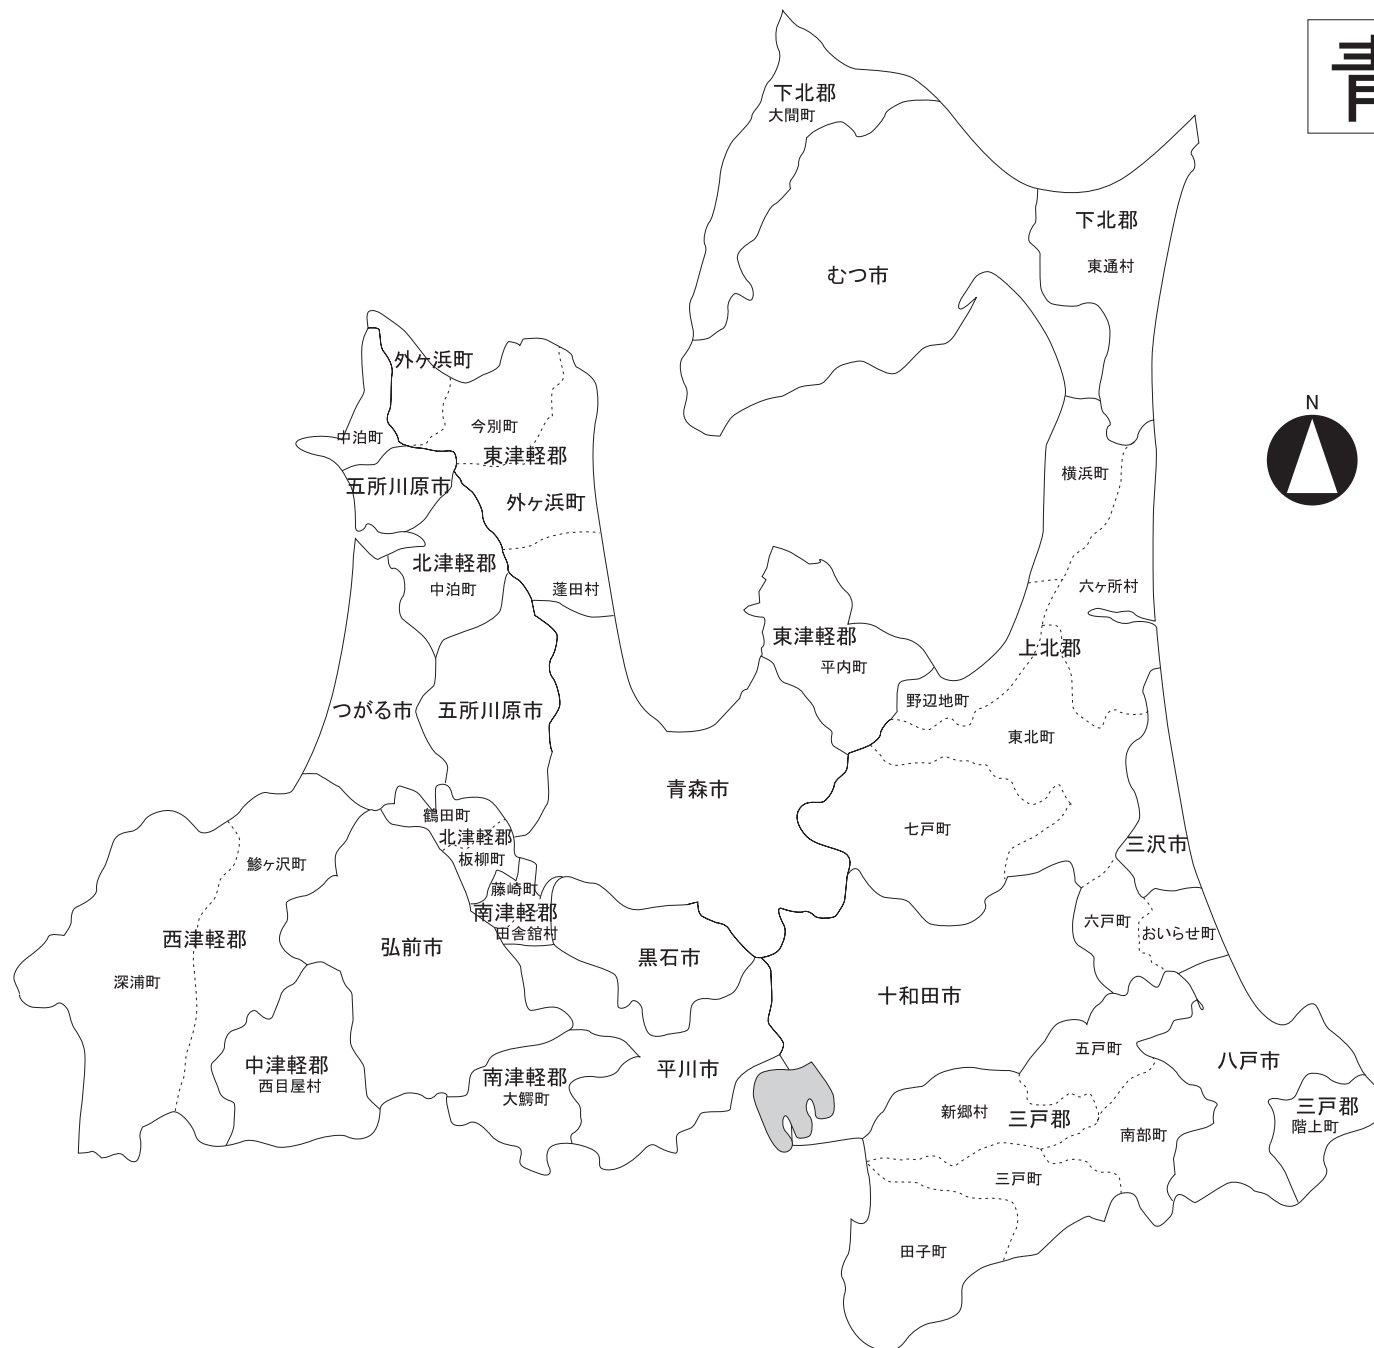 青
下北郡
大間町
下北郡
東通村
むつ市
N
外ヶ浜町
今別町
中泊町
東津軽郡
五所川原市
外ヶ浜町
横浜町
北津軽郡
中泊町
蓬田村
六ヶ所村
東津軽郡
平内町
上北郡
野辺地町
つがる市
五所川原市
東北町
青森市
鶴田町
北津軽郡
板柳町
七戸町
三沢市
鰺ヶ沢町
藤崎町
南津軽郡
田舎舘村
六戸町
おいらせ町
西津軽郡
深浦町
弘前市
黒石市
十和田市
五戸町
八戸市
中津軽郡
西目屋村
南津軽郡
大鰐町
平川市
新郷村
三戸郡
南部町
三戸郡
階上町
三戸町
田子町